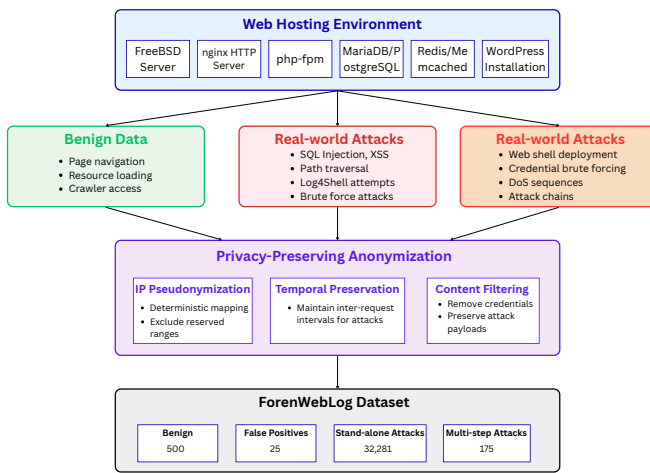 Web Hosting Environment
FreeBSD
Server
nginx HTTP
Server
php-fpm
MariaDB/P
ostgreSQL
Redis/Me
mcached
WordPress
Installation
Benign Data
• Page navigation
• Resource loading
• Crawler access
Real-world Attacks
• SQL Injection, XSS
• Path traversal
• Log4Shell attempts
• Brute force attacks
Real-world Attacks
• Web shell deployment
• Credential brute forcing
• DoS sequences
• Attack chains
Privacy-Preserving Anonymization
IP Pseudonymization
• Deterministic mapping
• Exclude reserved
ranges
Temporal Preservation
• Maintain inter-request
intervals for attacks
Content Filtering
• Remove credentials
• Preserve attack
payloads
ForenWebLog Dataset
Benign
500
False Positives
25
Stand-alone Attacks
32,281
Multi-step Attacks
175